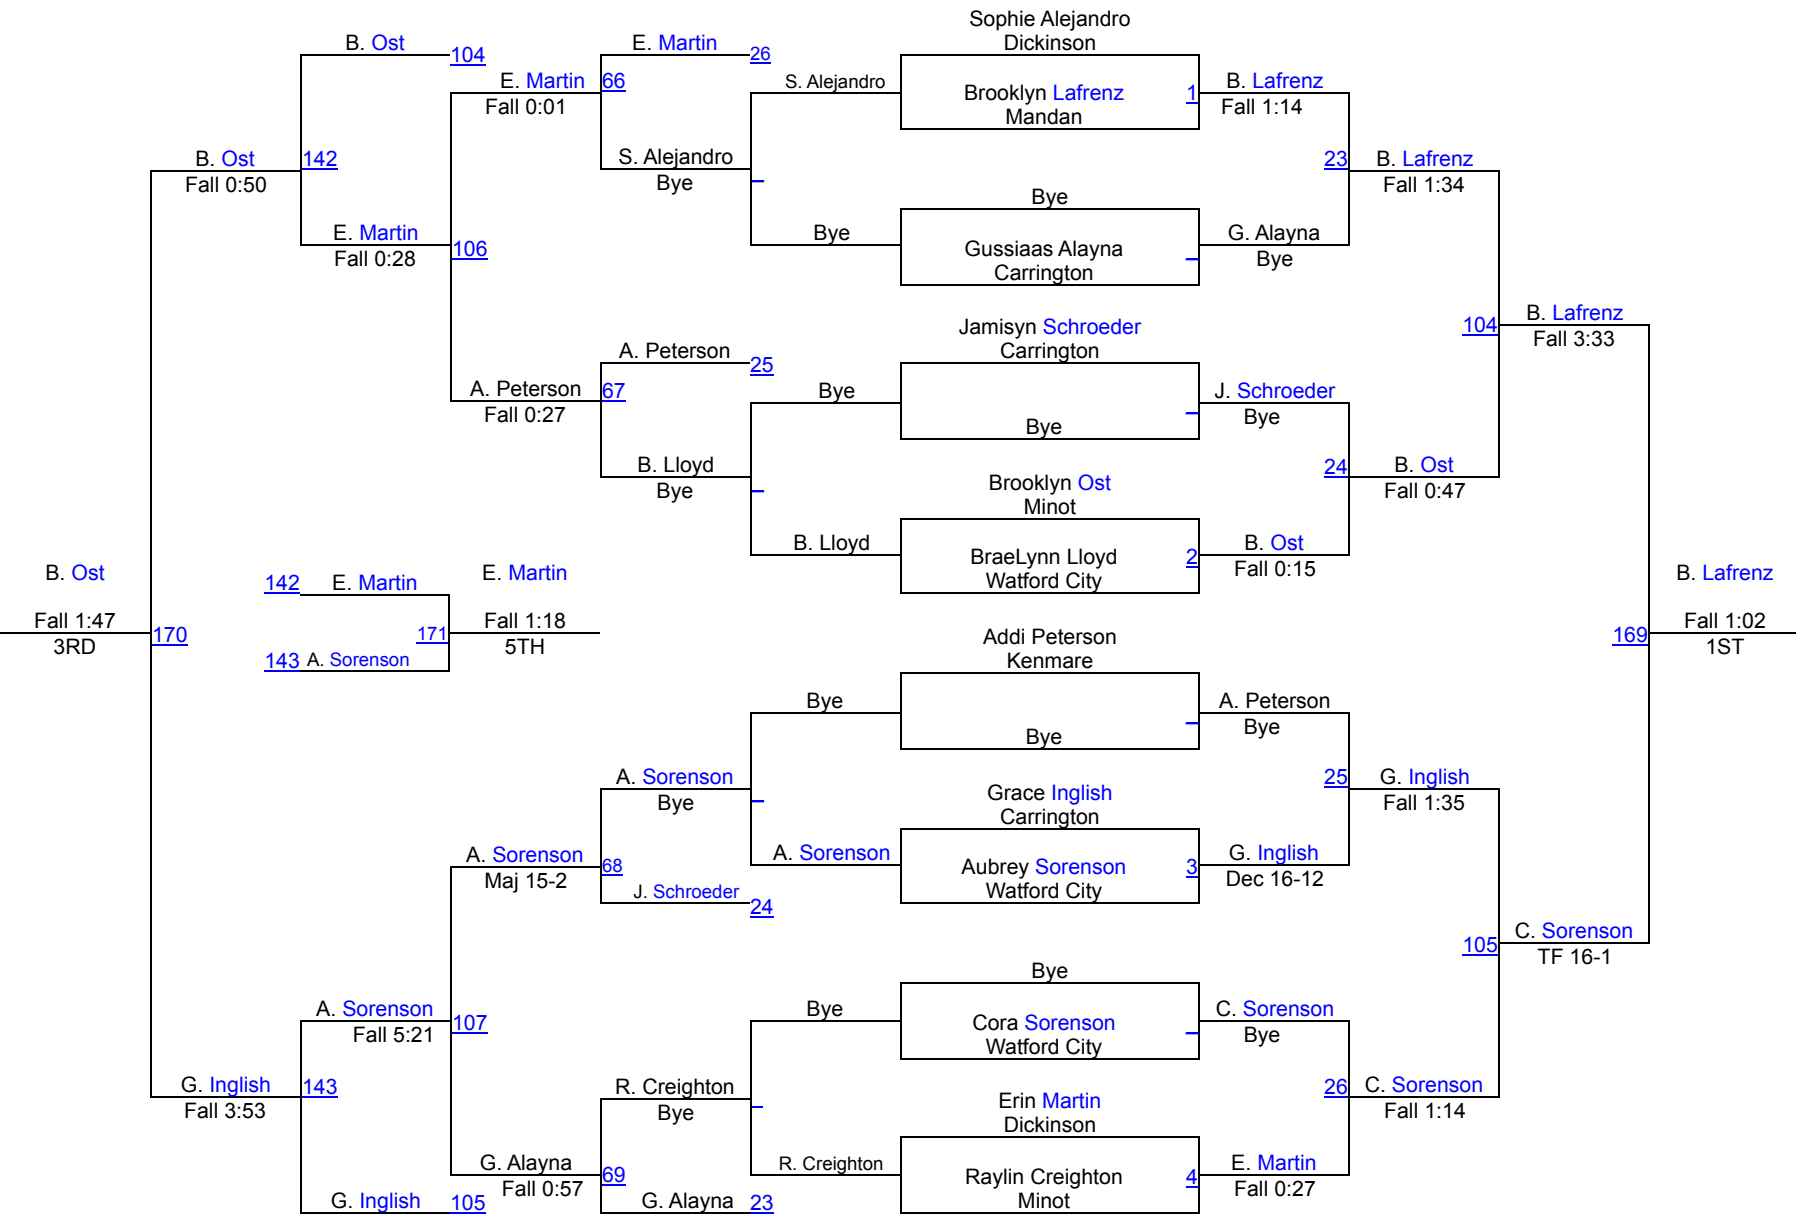 Sophie Alejandro
Dickinson
B. Ost
104
E. Martin
26
E. Martin
66
Fall 0:01
S. Alejandro
Brooklyn Lafrenz
Mandan
1
B. Lafrenz
Fall 1:14
B. Ost
Fall 0:50
142
S. Alejandro
Bye
23
B. Lafrenz
Fall 1:34
Bye
E. Martin
Fall 0:28
106
Bye
Gussiaas Alayna
Carrington
G. Alayna
Bye
Jamisyn Schroeder
Carrington
104
B. Lafrenz
Fall 3:33
A. Peterson
25
A. Peterson
Fall 0:27
67
Bye
Bye
J. Schroeder
Bye
B. Lloyd
Bye
24
B. Ost
Fall 0:47
Brooklyn Ost
Minot
B. Lloyd
BraeLynn Lloyd
Watford City
2
B. Ost
Fall 0:15
B. Ost
Fall 1:47
3RD
170
142
E. Martin
171
143
A. Sorenson
E. Martin
Fall 1:18
5TH
B. Lafrenz
169
Fall 1:02
1ST
Addi Peterson
Kenmare
Bye
Bye
A. Peterson
Bye
A. Sorenson
Bye
25
G. Inglish
Fall 1:35
Grace Inglish
Carrington
A. Sorenson
Maj 15-2
68
A. Sorenson
Aubrey Sorenson
Watford City
3
G. Inglish
Dec 16-12
J. Schroeder
24
105
C. Sorenson
TF 16-1
Bye
A. Sorenson
Fall 5:21
107
Bye
Cora Sorenson
Watford City
C. Sorenson
Bye
G. Inglish
Fall 3:53
143
R. Creighton
Bye
26
C. Sorenson
Fall 1:14
Erin Martin
Dickinson
G. Alayna
Fall 0:57
69
R. Creighton
Raylin Creighton
Minot
4
E. Martin
Fall 0:27
G. Inglish
105
G. Alayna
23